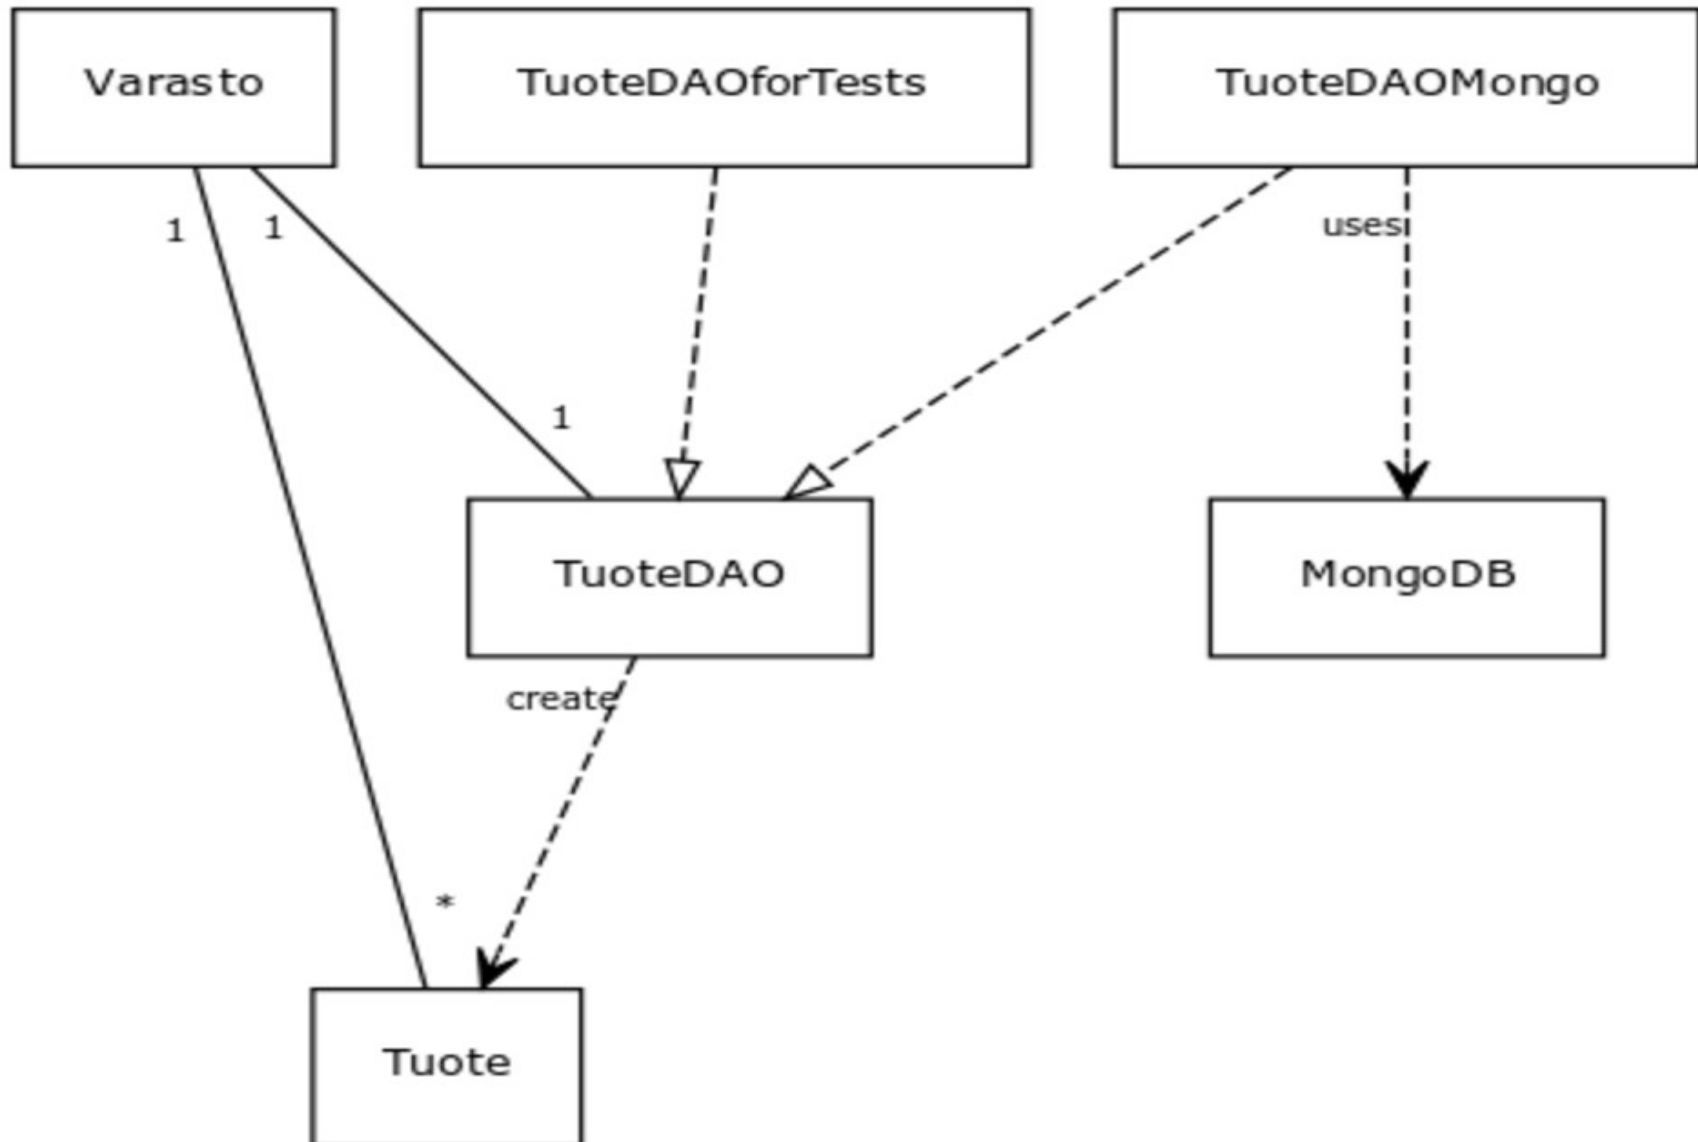 Varasto
TuoteDAOforTests
TuoteDAOMongo
1
1
uses
1
TuoteDAO
MongoDB
create
*
Tuote